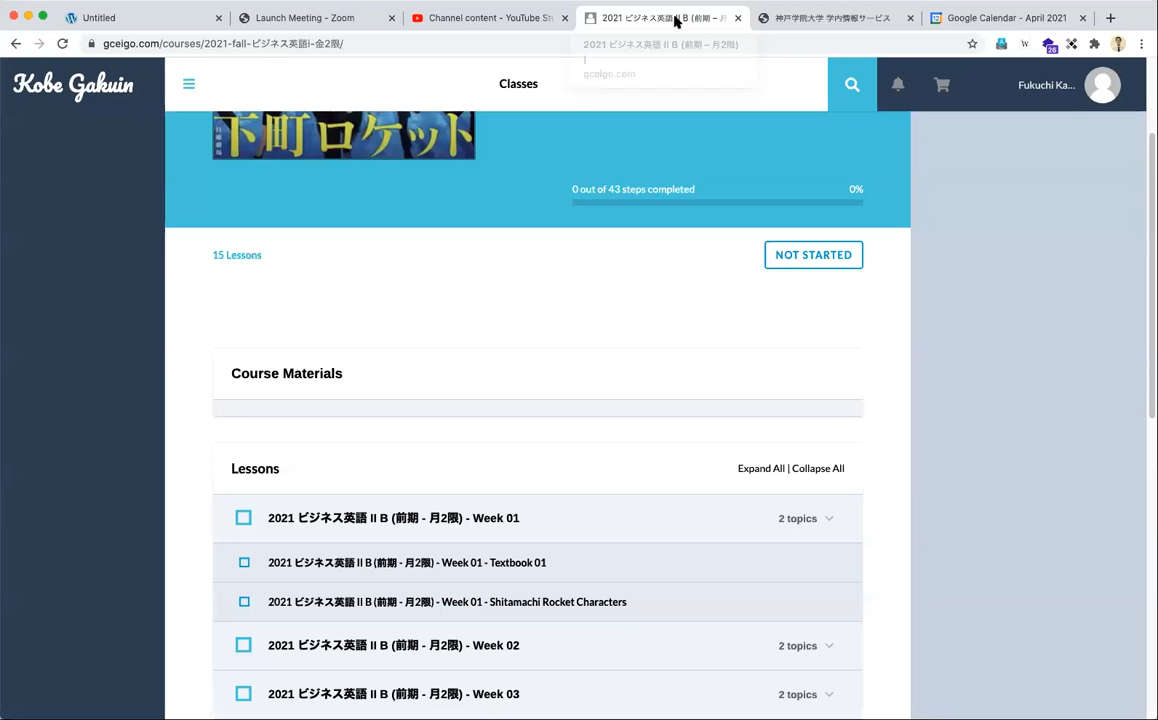 Untitled
Launch Meeting - Zoom
Channel content - YouTube St
2021 ビジネス英語 II B (前期 – 月
神戸学院大学 学内情報サービス
Google Calendar - April 2021
gceigo.com/courses/2021-fall-ビジネス英語i-金2限/
2021 ビジネス英語 II B (前期 – 月2限)
|
gceigo.com
26
12
Kobe Gakuin
Classes
Fukuchi Ka...
下町ロケット
0 out of 43 steps completed
0%
15 Lessons
NOT STARTED
Course Materials
Lessons
Expand All | Collapse All
2021 ビジネス英語 II B (前期 - 月2限) - Week 01
2 topics
2021 ビジネス英語 II B (前期 - 月2限) - Week 01 - Textbook 01
2021 ビジネス英語 II B (前期 - 月2限) - Week 01 - Shitamachi Rocket Characters
2021 ビジネス英語 II B (前期 - 月2限) - Week 02
2 topics
2021 ビジネス英語 II B (前期 - 月2限) - Week 03
2 topics